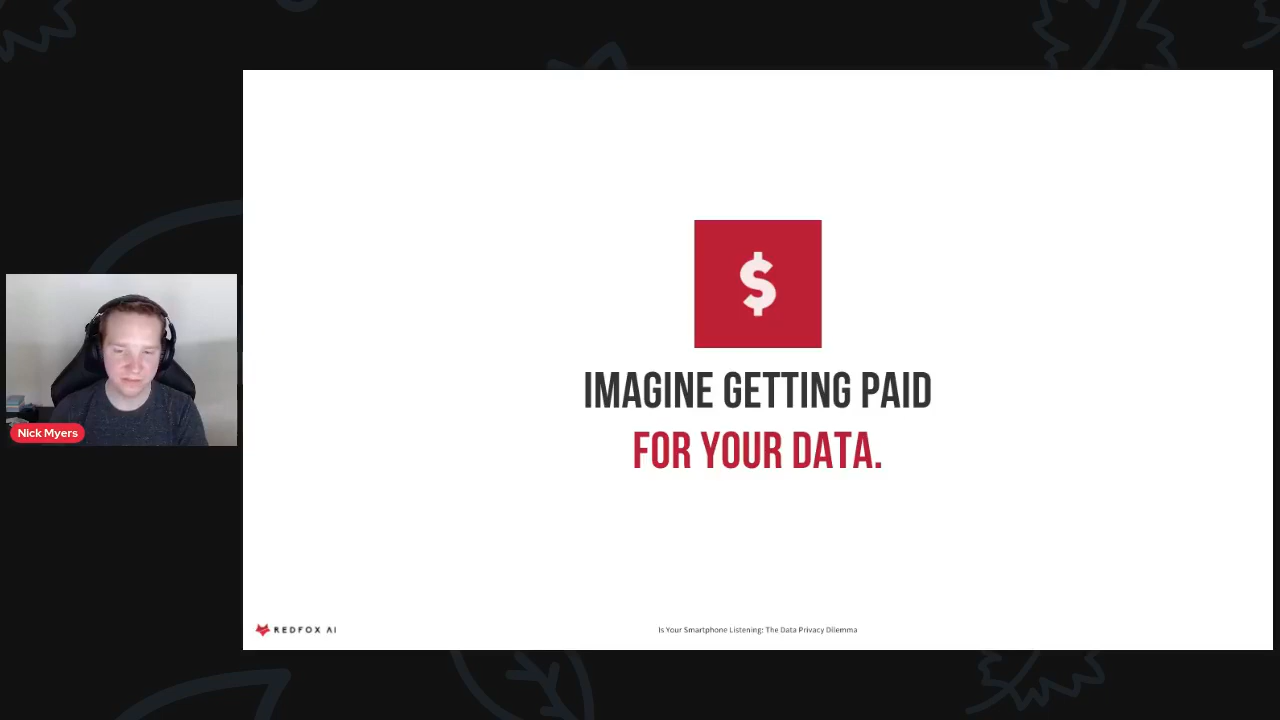 $
IMAGINE GETTING PAID
FOR YOUR DATA.
Nick Myers
REDFOX AI
Is Your Smartphone Listening: The Data Privacy Dilemma